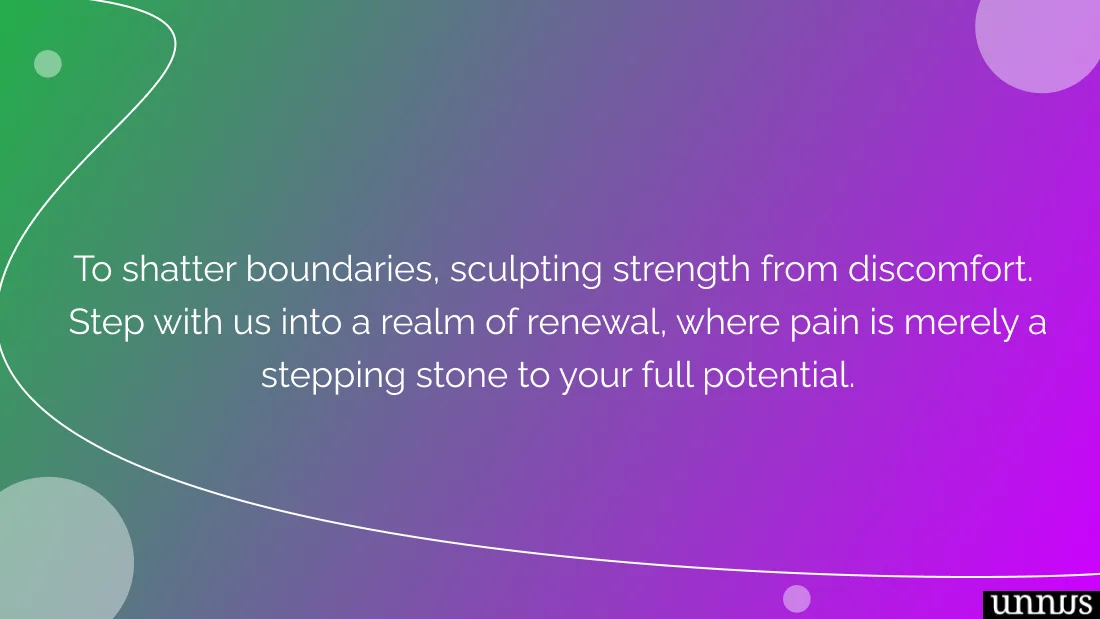 To shatter boundaries, sculpting strength from discomfort.
Step with us into a realm of renewal, where pain is merely a
stepping stone to your full potential.
unnus